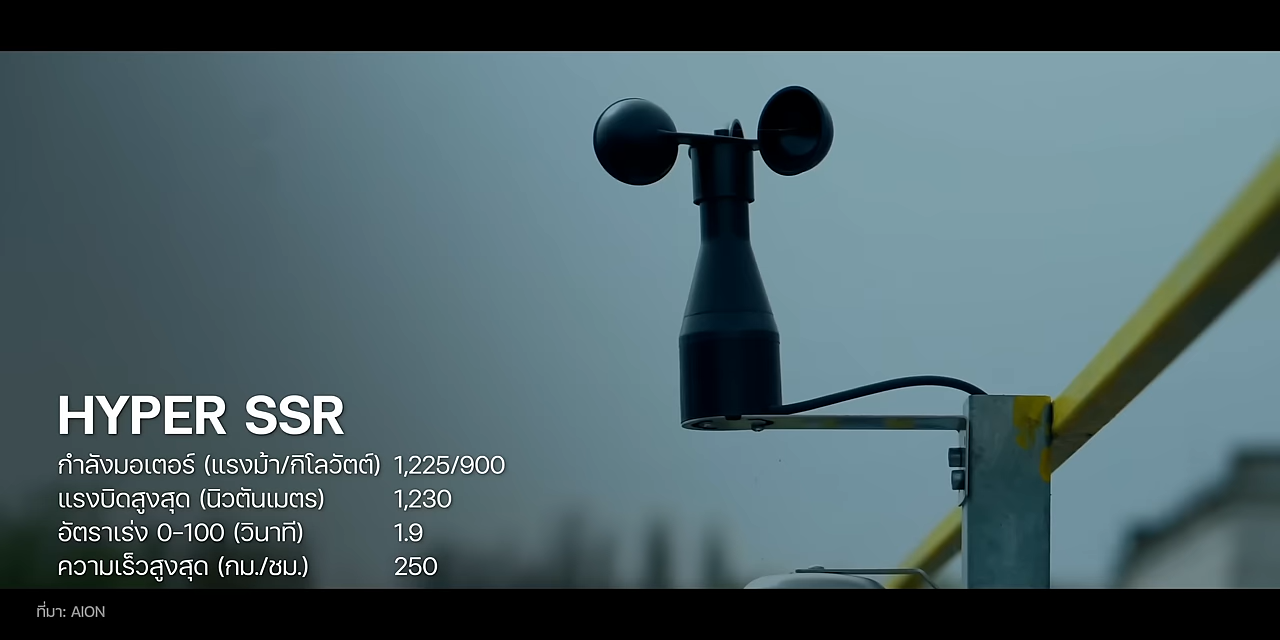 HYPER SSR
กำลังมอเตอร์ (แรงม้า/กิโลวัตต์) 1,225/900
แรงบิดสูงสุด (นิวตันเมตร) 1,230
อัตราเร่ง 0-100 (วินาที) 1.9
ความเร็วสูงสุด (กม./ชม.) 250
ที่มา: AION